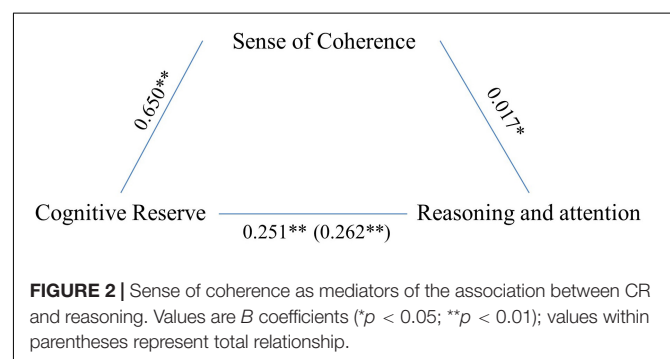 Sense of Coherence
0.650**
0.017*
Cognitive Reserve
Reasoning and attention
0.251** (0.262**)
FIGURE 2 | Sense of coherence as mediators of the association between CR
and reasoning. Values are B coefficients (*p < 0.05; **p < 0.01); values within
parentheses represent total relationship.